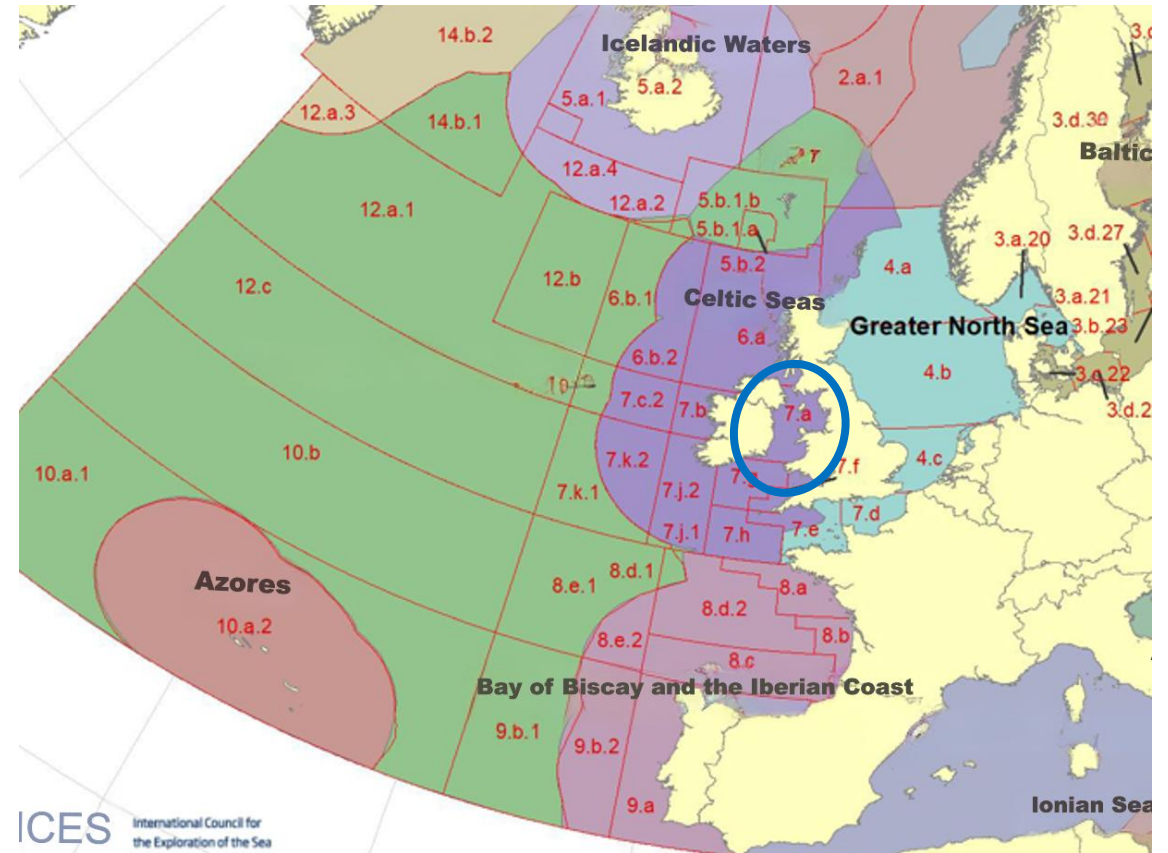 14.b.2
Icelandic Waters
3.d
12.a.3
14.b.1
5.a.1
5.a.2
2.a.1
3.d.30
Baltic
12.a.4
12.a.1
12.a.2
5.b.1.b
5.b.1.a
3.a.20
3.d.27
12.c
12.b
6.b.1
5.b.2
4.a
Celtic Seas
3.a.21
Greater North Sea
3.b.23
6.a
6.b.2
4.b
3.c.22
7.c.2
7.b
7.a
3.d.2
10.a.1
10.b
7.k.2
7.g
7.f
4.c
7.k.1
7.j.2
7.j.1
7.h
7.e
7.d
8.d.1
8.e.1
8.a
Azores
10.a.2
8.d.2
8.e.2
8.b
8.c
Bay of Biscay and the Iberian Coast
9.b.1
9.b.2
9.a
Ionian Sea
ICES
International Council for
the Exploration of the Sea